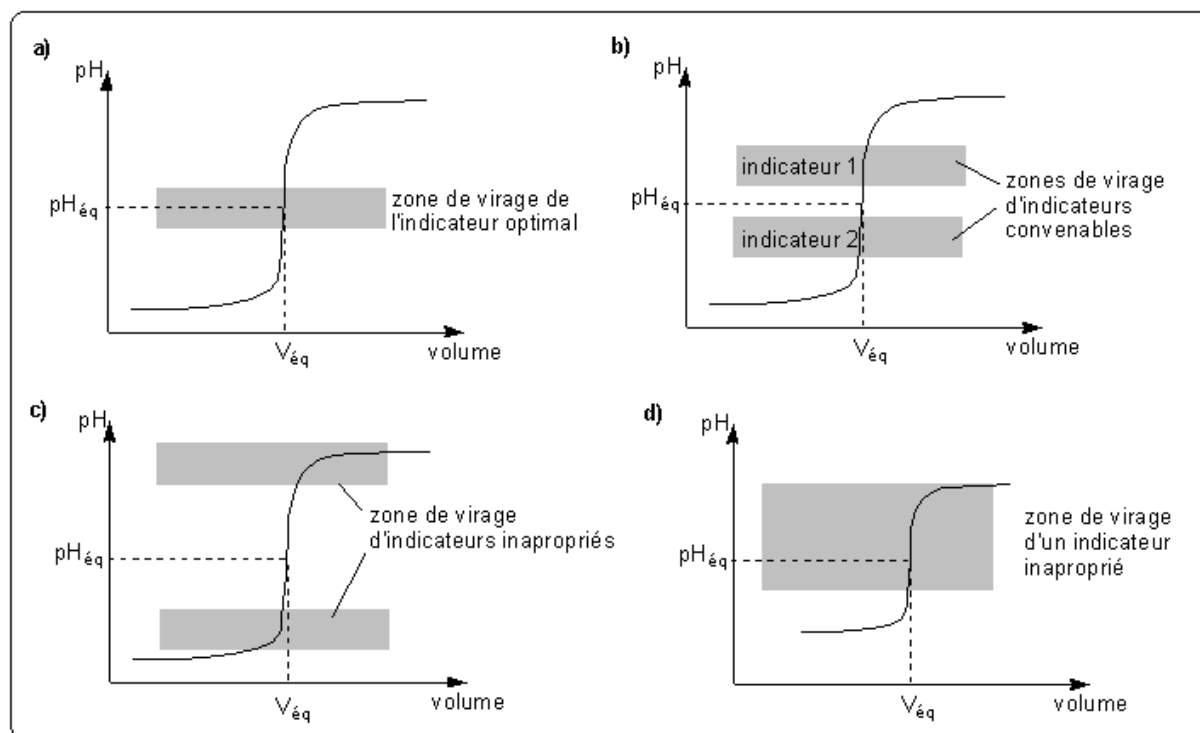 a)
pH
pHéq
zone de virage de
l'indicateur optimal
Véq
volume
b)
pH
indicateur 1
pHéq
indicateur 2
zones de virage
d'indicateurs
convenables
Véq
volume
c)
pH
zone de virage
d'indicateurs inapropriés
pHéq
Véq
volume
d)
pH
pHéq
zone de virage
d'un indicateur
inaproprié
Véq
volume